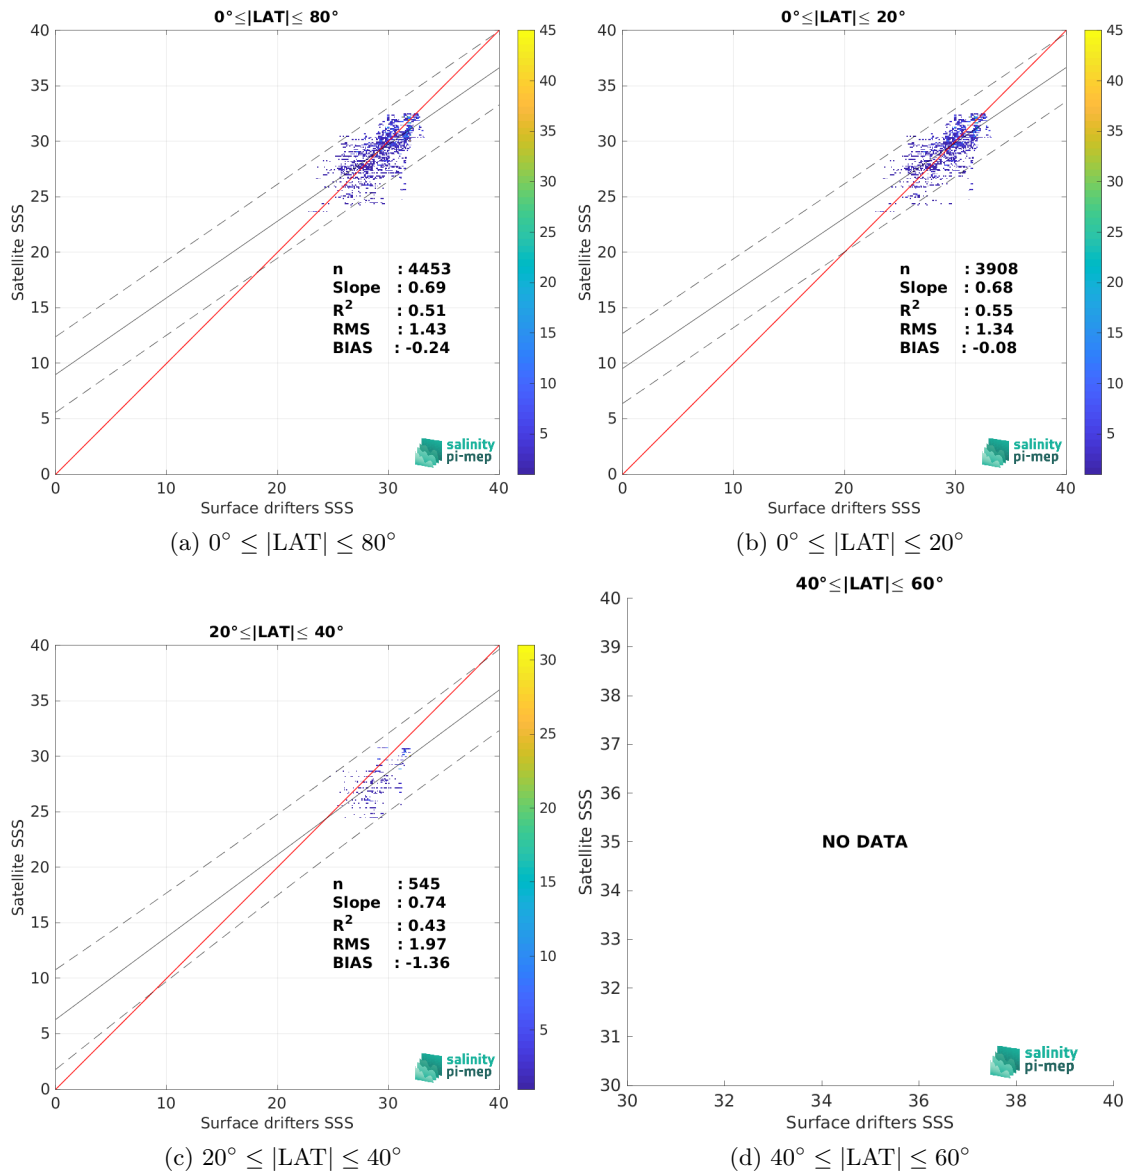 0°≤|LAT|≤ 80°
Satellite SSS
40
35
30
25
20
15
10
5
0
0 10 20 30 40
Surface drifters SSS
n : 4453
Slope : 0.69
R² : 0.51
RMS : 1.43
BIAS : -0.24
salinity
pi-mep
45
40
35
30
25
20
15
10
5
(a) 0° ≤ |LAT| ≤ 80°
0°≤|LAT|≤ 20°
Satellite SSS
40
35
30
25
20
15
10
5
0
0 10 20 30 40
Surface drifters SSS
n : 3908
Slope : 0.68
R² : 0.55
RMS : 1.34
BIAS : -0.08
salinity
pi-mep
45
40
35
30
25
20
15
10
5
(b) 0° ≤ |LAT| ≤ 20°
20°≤|LAT|≤ 40°
Satellite SSS
40
35
30
25
20
15
10
5
0
0 10 20 30 40
Surface drifters SSS
n : 545
Slope : 0.74
R² : 0.43
RMS : 1.97
BIAS : -1.36
salinity
pi-mep
30
25
20
15
10
5
(c) 20° ≤ |LAT| ≤ 40°
40°≤|LAT|≤ 60°
Satellite SSS
40
39
38
37
36
35
34
33
32
31
30
30 32 34 36 38 40
Surface drifters SSS
NO DATA
salinity
pi-mep
(d) 40° ≤ |LAT| ≤ 60°